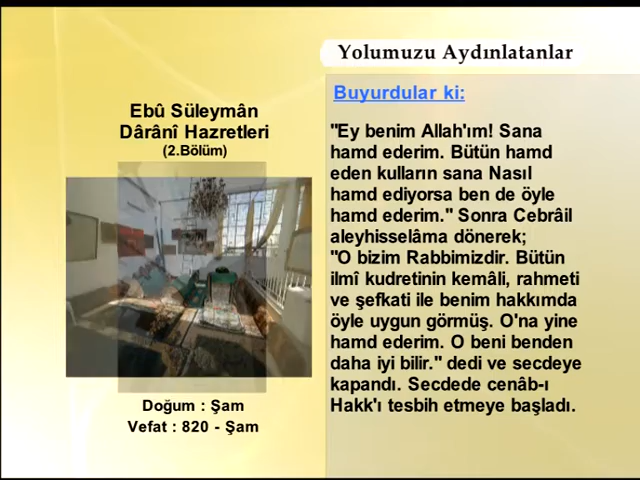 Yolumuzu Aydınlatanlar
Ebû Süleymân
Dârânî Hazretleri
(2.Bölüm)
Doğum : Şam
Vefat : 820 - Şam
Buyurdular ki:
"Ey benim Allah'ım! Sana
hamd ederim. Bütün hamd
eden kulların sana Nasıl
hamd ediyorsa ben de öyle
hamd ederim." Sonra Cebrâil
aleyhisselâma dönerek;
"O bizim Rabbimizdir. Bütün
ilmî kudretinin kemâli, rahmeti
ve şefkati ile benim hakkımda
öyle uygun görmüş. O'na yine
hamd ederim. O beni benden
daha iyi bilir." dedi ve secdeye
kapandı. Secdede cenâb-ı
Hakk'ı tesbih etmeye başladı.